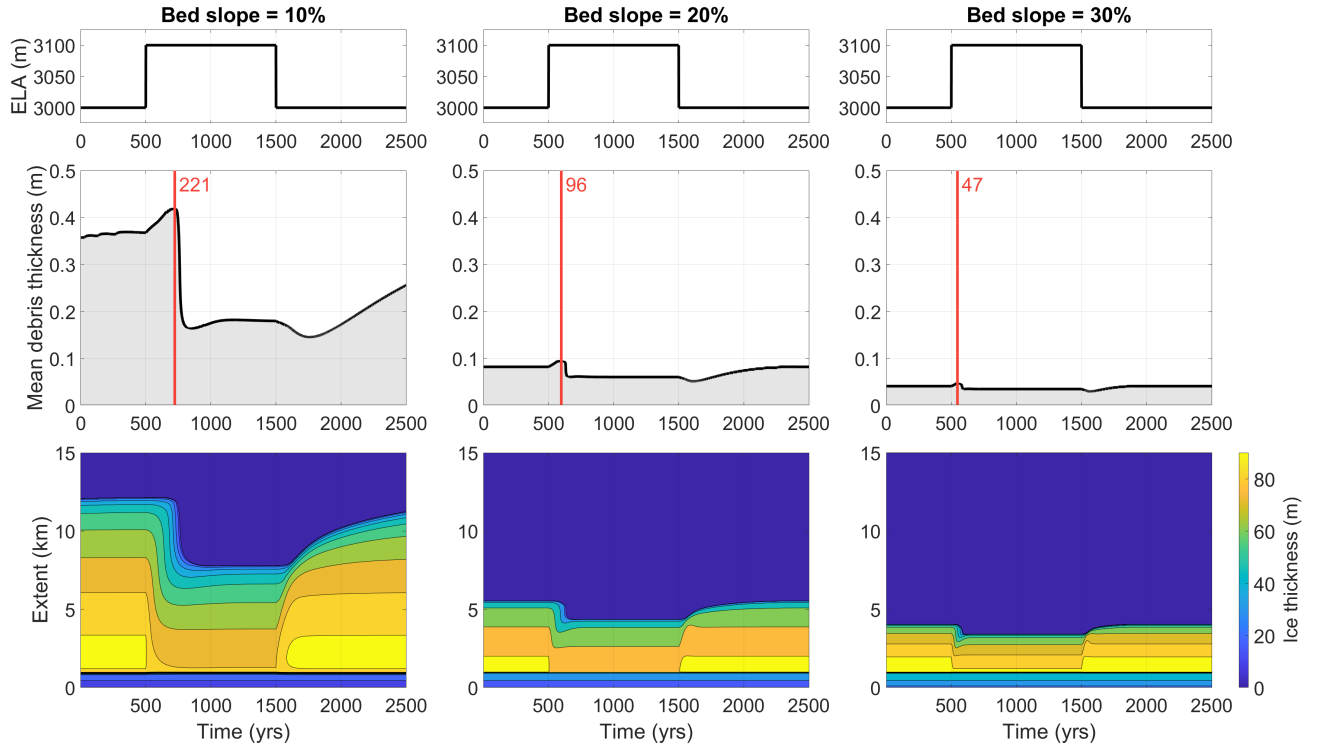 Bed slope = 10%
Bed slope = 20%
Bed slope = 30%
ELA (m)
3100
3050
3000
0 500 1000 1500 2000 2500
3100
3050
3000
0 500 1000 1500 2000 2500
3100
3050
3000
0 500 1000 1500 2000 2500
Mean debris thickness (m)
0.5
0.4
0.3
0.2
0.1
0
221
0 500 1000 1500 2000 2500
0.5
0.4
0.3
0.2
0.1
0
96
0 500 1000 1500 2000 2500
0.5
0.4
0.3
0.2
0.1
0
47
0 500 1000 1500 2000 2500
Extent (km)
15
10
5
0
500 1000 1500 2000 2500
Time (yrs)
15
10
5
0
500 1000 1500 2000 2500
Time (yrs)
15
10
5
0
500 1000 1500 2000 2500
Time (yrs)
80
60
40
20
0
Ice thickness (m)